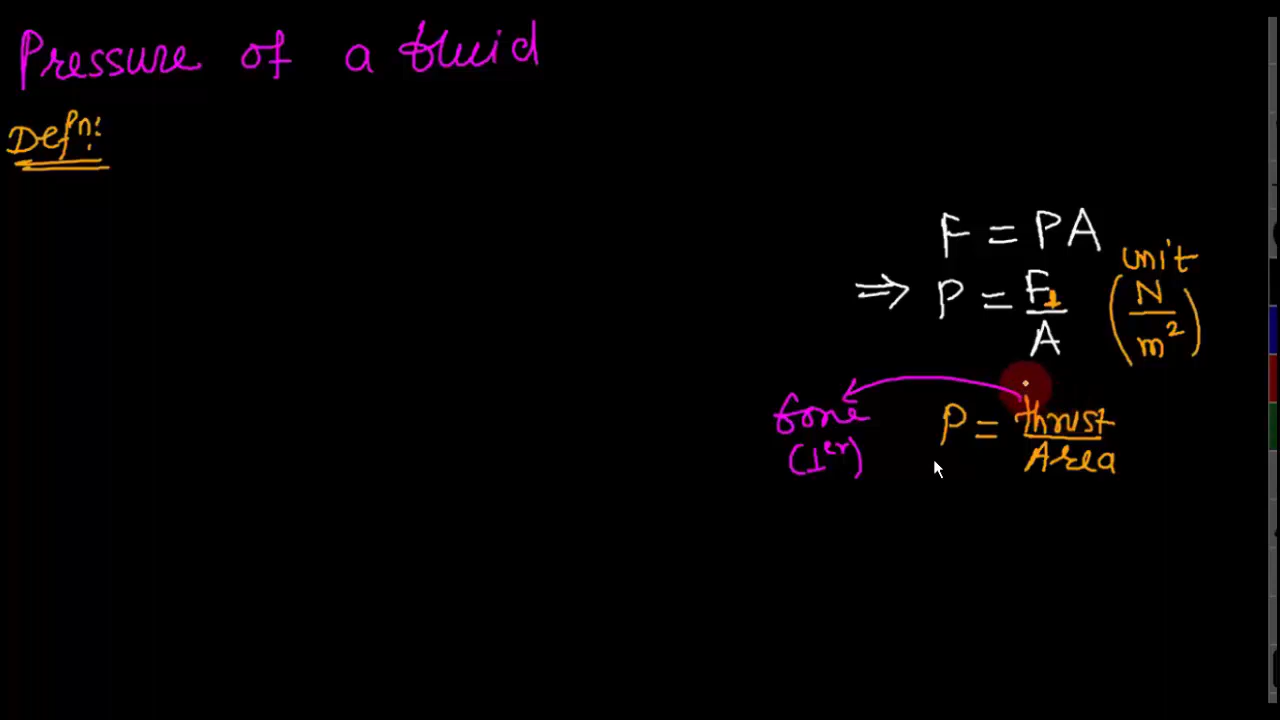 Pressure of a fluid
Defn:
F = PA
⇒ P = F⊥/A (N/m²) unit
force P = thrust/Area
(⊥er)